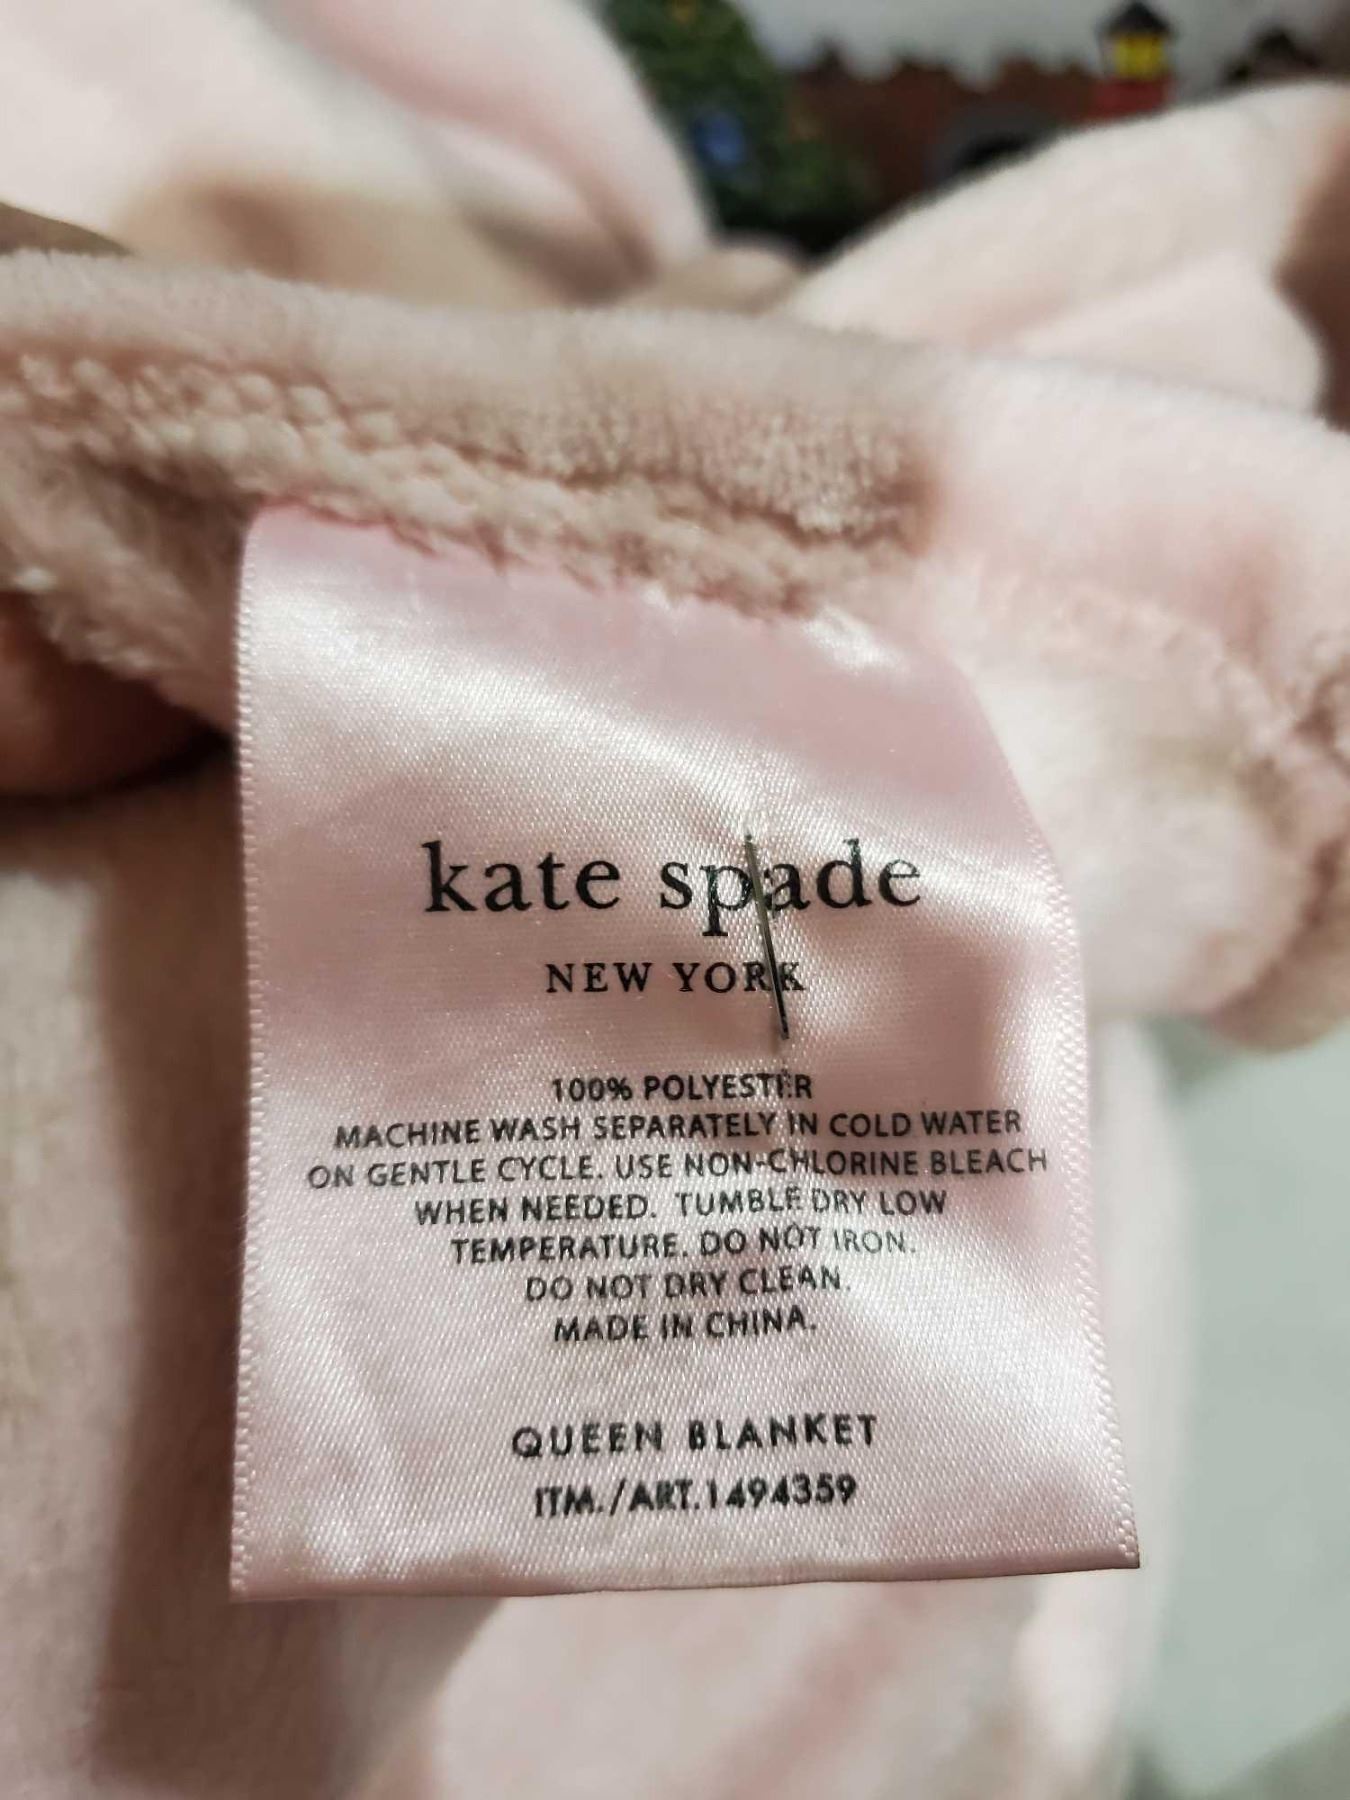 kate spade
NEW YORK
100% POLYESTER
MACHINE WASH SEPARATELY IN COLD WATER
ON GENTLE CYCLE. USE NON-CHLORINE BLEACH
WHEN NEEDED. TUMBLE DRY LOW
TEMPERATURE. DO NOT IRON.
DO NOT DRY CLEAN.
MADE IN CHINA.
QUEEN BLANKET
ITM./ART.1494359